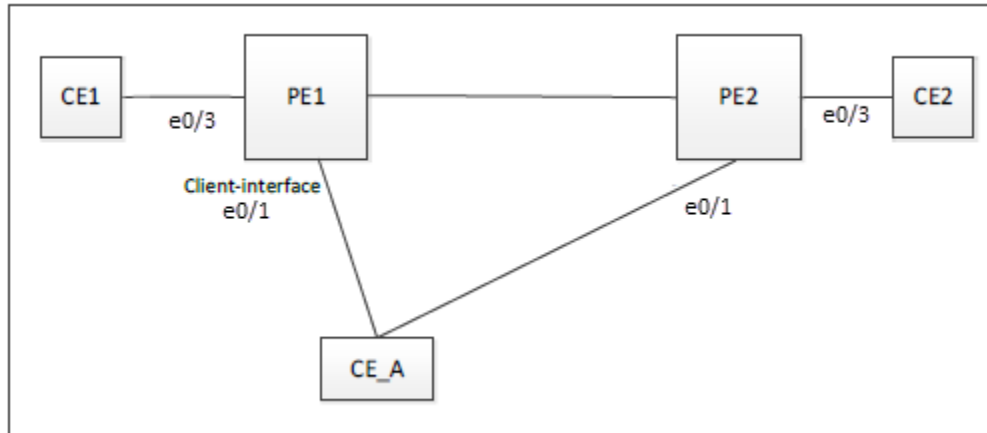 CE1
PE1
PE2
CE2
e0/3
e0/3
Client-interface
e0/1
e0/1
CE_A